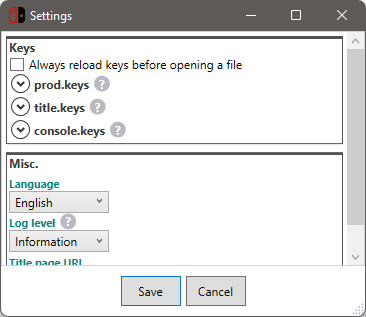 Settings
Keys
Always reload keys before opening a file
prod.keys ?
title.keys ?
console.keys ?
Misc.
Language
English
Log level ?
Information
Title page URL
Save Cancel